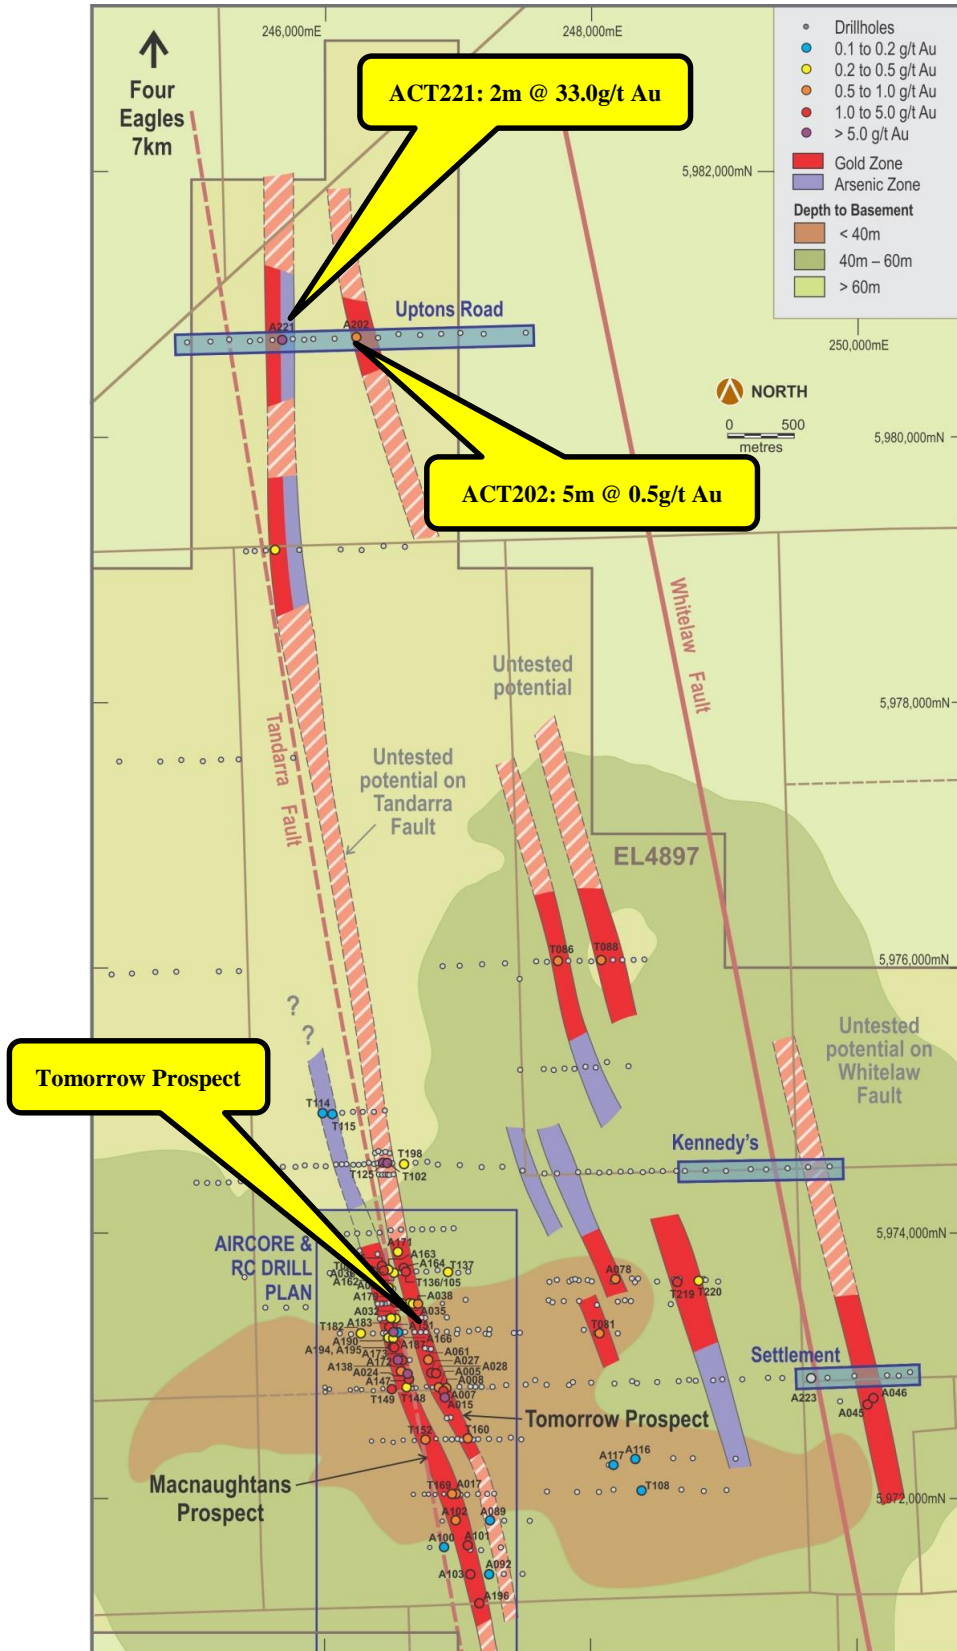 246,000mE
248,000mE
Four
Eagles
7km
ACT221: 2m @ 33.0g/t Au
Drillholes
0.1 to 0.2 g/t Au
0.2 to 0.5 g/t Au
0.5 to 1.0 g/t Au
1.0 to 5.0 g/t Au
> 5.0 g/t Au
Gold Zone
Arsenic Zone
Depth to Basement
< 40m
40m – 60m
> 60m
5,982,000mN
Uptons Road
A221
A202
250,000mE
NORTH
0 500
metres
5,980,000mN
ACT202: 5m @ 0.5g/t Au
Whitelaw Fault
Untested
potential
5,978,000mN
Tandarra Fault
Untested
potential on
Tandarra
Fault
EL4897
T086
T088
5,976,000mN
?
?
Untested
potential on
Whitelaw
Fault
Tomorrow Prospect
T114
T115
Kennedy's
T198
T125
T102
5,974,000mN
AIRCORE &
RC DRILL
PLAN
A171
A163
A164
T137
A162
T136/105
A078
T219
T220
A038
A035
A032
A183
A131
T182
A166
T081
A190
A187
A194, A195
A173
A061
A172
A027
A138
A028
A024
A005
A147
A008
A007
T149
T148
A015
Settlement
A223
A046
A045
Tomorrow Prospect
T152
T160
Macnaughtans
Prospect
A117
A116
T108
T169
A017
5,972,000mN
A102
A089
A100
A101
A103
A092
A196